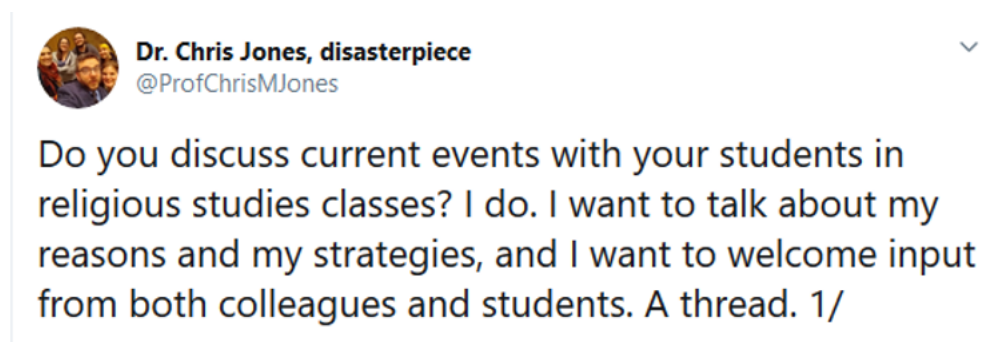 Dr. Chris Jones, disasterpiece
@ProfChrisMJones
Do you discuss current events with your students in
religious studies classes? I do. I want to talk about my
reasons and my strategies, and I want to welcome input
from both colleagues and students. A thread. 1/